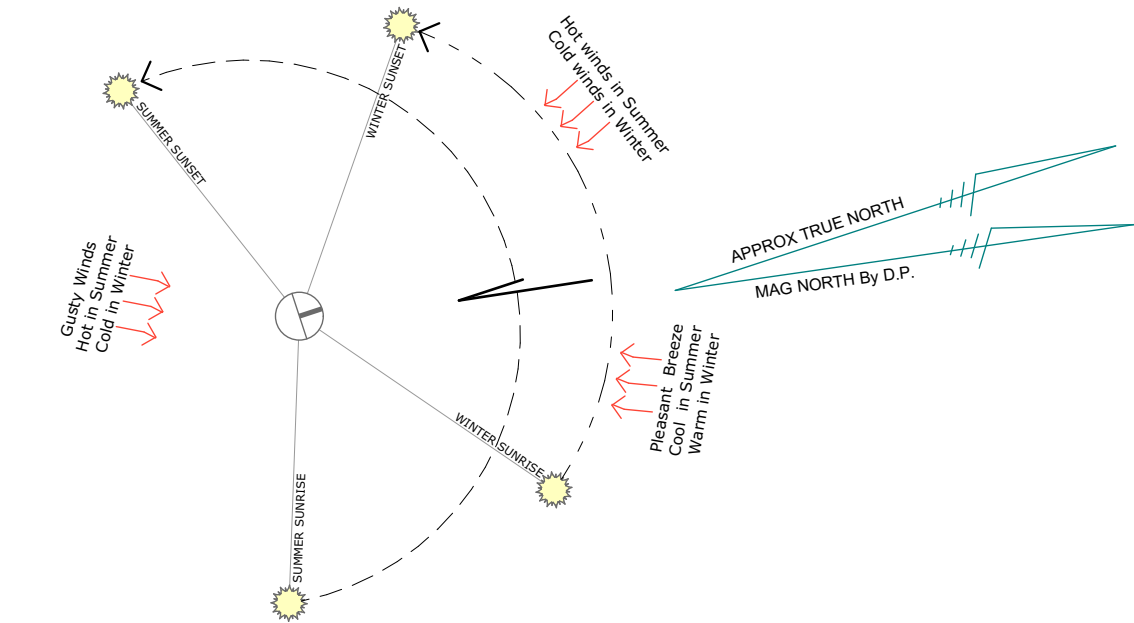 WINTER SUNSET
SUMMER SUNSET
Hot winds in Summer
Cold winds in Winter
APPROX TRUE NORTH
MAG NORTH By D.P.
Gusty Winds
Hot in Summer
Cold in Winter
Pleasant Breeze
Cool in Summer
Warm in Winter
WINTER SUNRISE
SUMMER SUNRISE